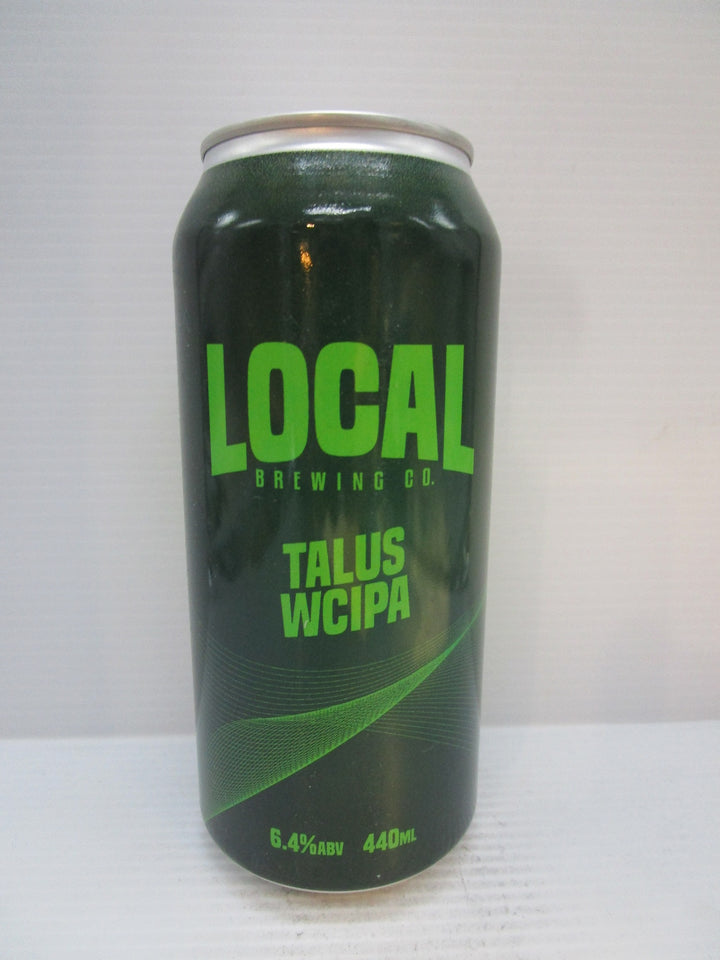 LOCAL
BREWING CO.
TALUS
WCIPA
6.4%ABV 440ML